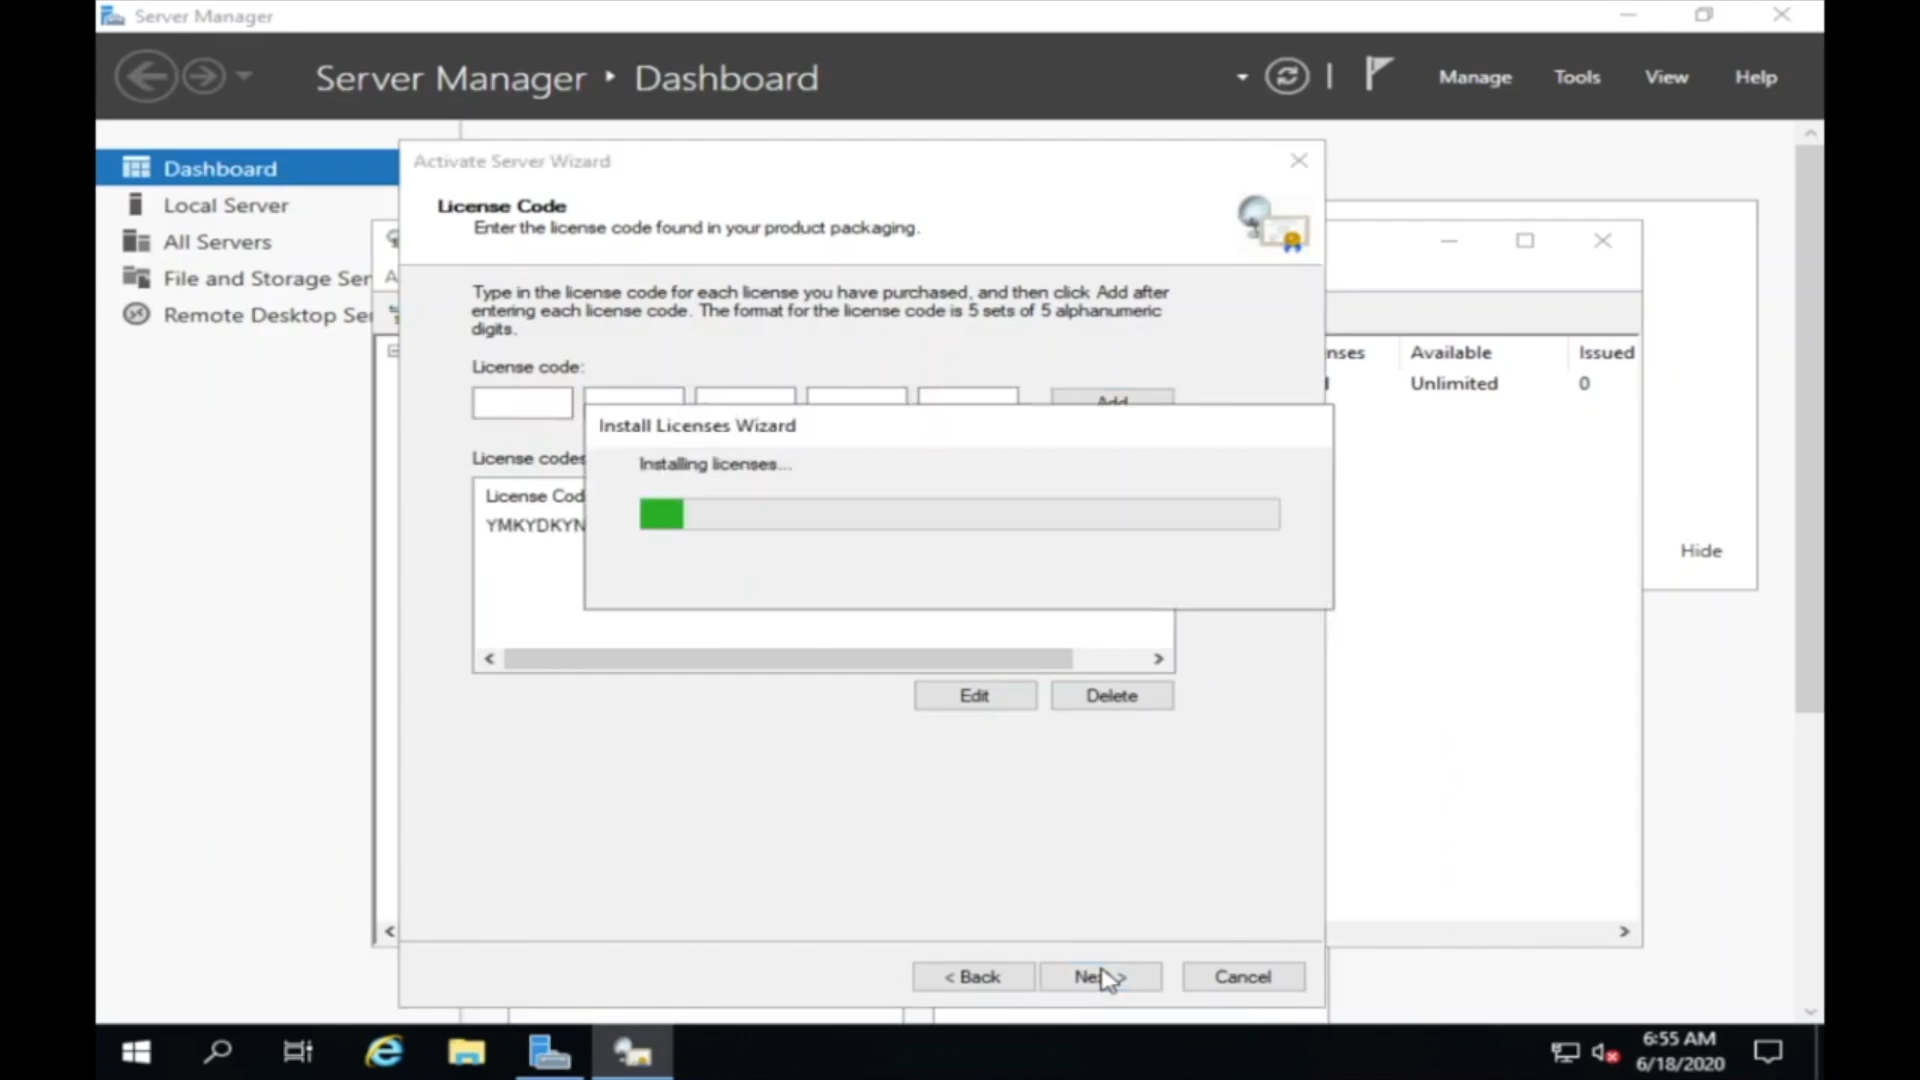 Server Manager
Server Manager • Dashboard
Manage Tools View Help
Dashboard
Local Server
All Servers
File and Storage Ser
Remote Desktop Se
Activate Server Wizard
License Code
Enter the license code found in your product packaging.
Type in the license code for each license you have purchased, and then click Add after
entering each license code. The format for the license code is 5 sets of 5 alphanumeric
digits.
License code:
Add
Install Licenses Wizard
Installing licenses...
License codes
License Cod
YMKYDKYN
Edit Delete
< Back Next > Cancel
A
nses Available Issued
Unlimited 0
Hide
6:55 AM
6/18/2020